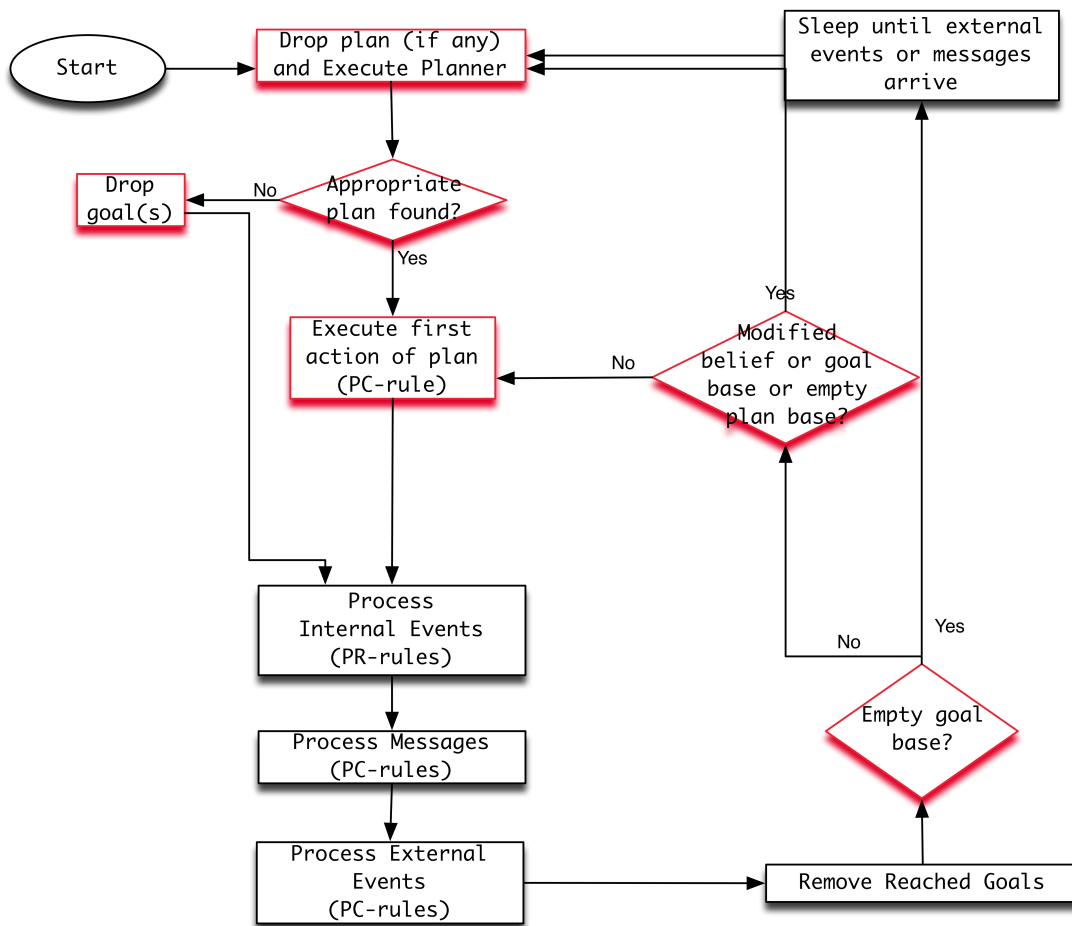 Start
Drop plan (if any)
and Execute Planner
Sleep until external
events or messages
arrive
Drop
goal(s)
No
Appropriate
plan found?
Yes
Execute first
action of plan
(PC-rule)
No
Yes
Modified
belief or goal
base or empty
plan base?
Process
Internal Events
(PR-rules)
No
Yes
Empty goal
base?
Process Messages
(PC-rules)
Process External
Events
(PC-rules)
Remove Reached Goals